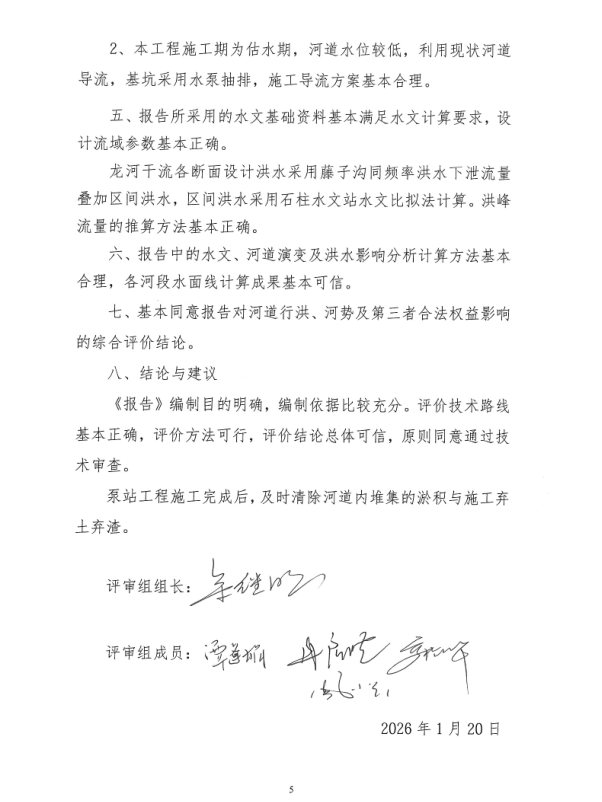 2、本工程施工期为估水期，河道水位较低，利用现状河道
导流，基坑采用水泵抽排，施工导流方案基本合理。
五、报告所采用的水文基础资料基本满足水文计算要求，设
计流域参数基本正确。
龙河干流各断面设计洪水采用藤子沟同频率洪水下泄流量
叠加区间洪水，区间洪水采用石柱水文站水文比拟法计算。洪峰
流量的推算方法基本正确。
六、报告中的水文、河道演变及洪水影响分析计算方法基本
合理，各河段水面线计算成果基本可信。
七、基本同意报告对河道行洪、河势及第三者合法权益影响
的综合评价结论。
八、结论与建议
《报告》编制目的明确，编制依据比较充分。评价技术路线
基本正确，评价方法可行，评价结论总体可信，原则同意通过技
术审查。
泵站工程施工完成后，及时清除河道内堆集的淤积与施工弃
土弃渣。
评审组组长：
评审组成员：
2026 年 1 月 20 日
5